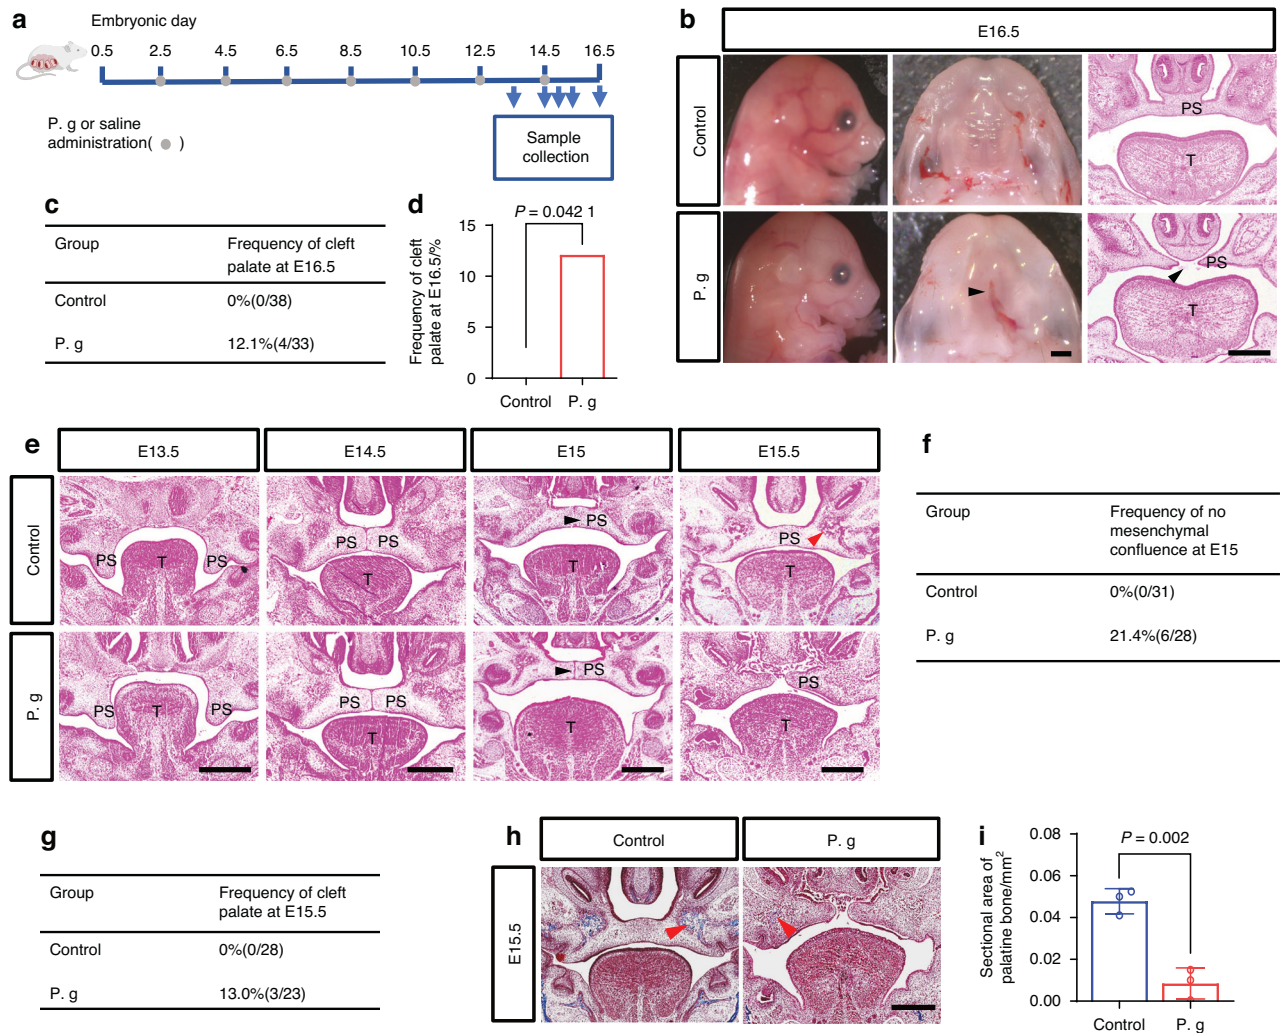 a
Embryonic day
0.5 2.5 4.5 6.5 8.5 10.5 12.5 14.5 16.5
P. g or saline
administration( )
Sample
collection
b
E16.5
Control
PS
T
P. g
PS
T
c
Group Frequency of cleft
palate at E16.5
Control 0%(0/38)
P. g 12.1%(4/33)
d
P = 0.042 1
Frequency of cleft
palate at E16.5/%
15
10
5
0
Control P. g
e
E13.5 E14.5 E15 E15.5
Control
PS T PS
PS PS
T
PS
T
PS
T
P. g
PS T PS
PS PS
T
PS
T
PS
T
f
Group Frequency of no
mesenchymal
confluence at E15
Control 0%(0/31)
P. g 21.4%(6/28)
g
Group Frequency of cleft
palate at E15.5
Control 0%(0/28)
P. g 13.0%(3/23)
h
Control P. g
E15.5
i
P = 0.002
Sectional area of
palatine bone/mm²
0.08
0.06
0.04
0.02
0.00
Control P. g